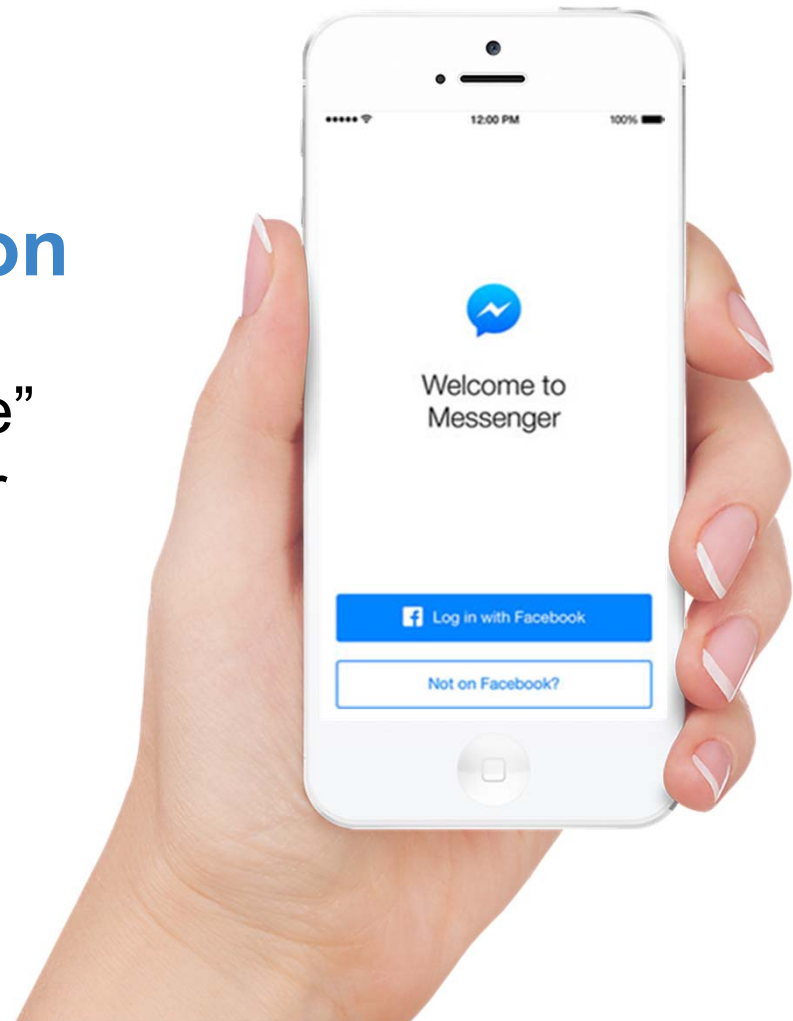 on
e”
12:00 PM
100%
Welcome to
Messenger
f Log in with Facebook
Not on Facebook?